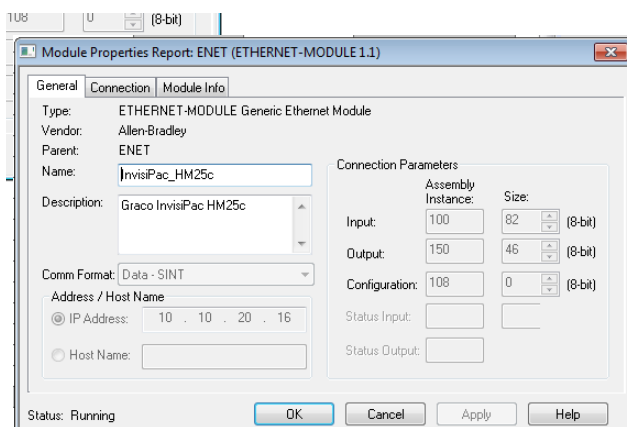 108 0 (8-bit)
Module Properties Report: ENET (ETHERNET-MODULE 1.1)
General Connection Module Info
Type: ETHERNET-MODULE Generic Ethernet Module
Vendor: Allen-Bradley
Parent: ENET
Name: InvisiPac_HM25c
Description: Graco InvisiPac HM25c
Comm Format: Data - SINT
Address / Host Name
IP Address: 10 . 10 . 20 . 16
Host Name:
Connection Parameters
Assembly
Instance: Size:
Input: 100 82 (8-bit)
Output: 150 46 (8-bit)
Configuration: 108 0 (8-bit)
Status Input:
Status Output:
Status: Running OK Cancel Apply Help